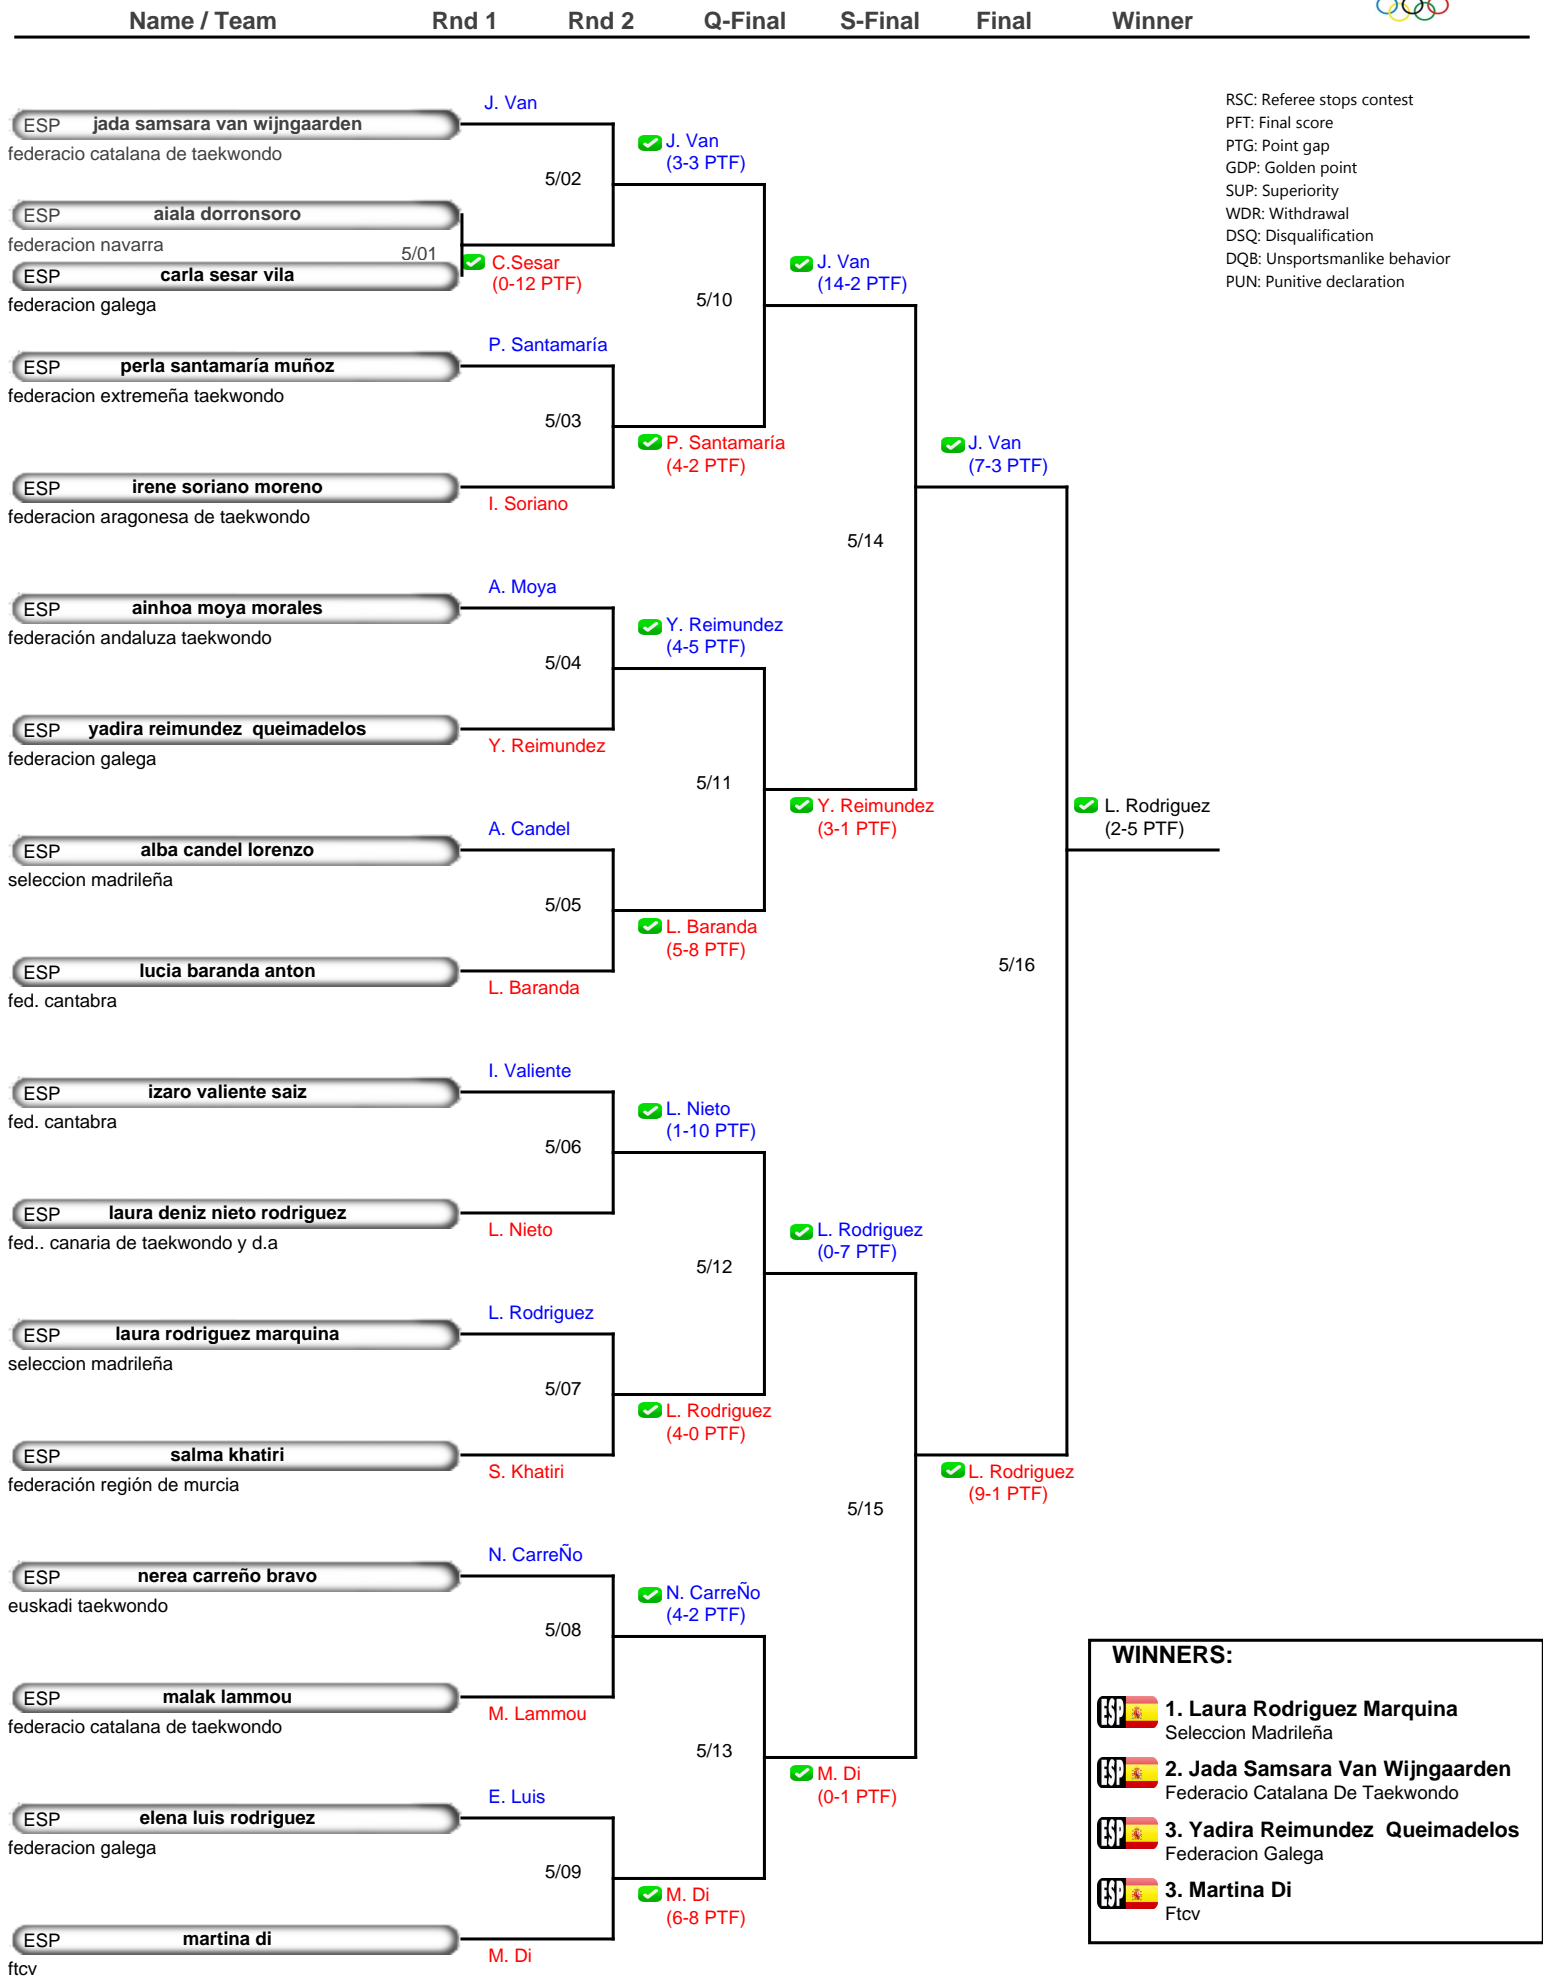 Name / Team Rnd 1 Rnd 2 Q-Final S-Final Final Winner
RSC: Referee stops contest
PFT: Final score
PTG: Point gap
GDP: Golden point
SUP: Superiority
WDR: Withdrawal
DSQ: Disqualification
DQB: Unsportsmanlike behavior
PUN: Punitive declaration
J. Van
ESP jada samsara van wijngaarden
federacio catalana de taekwondo
J. Van
(3-3 PTF)
5/02
ESP aiala dorronsoro
federacion navarra
5/01
ESP carla sesar vila
federacion galega
C.Sesar
(0-12 PTF)
J. Van
(14-2 PTF)
5/10
P. Santamaría
ESP perla santamaría muñoz
federacion extremeña taekwondo
5/03
P. Santamaría
(4-2 PTF)
J. Van
(7-3 PTF)
ESP irene soriano moreno
federacion aragonesa de taekwondo
I. Soriano
5/14
A. Moya
ESP ainhoa moya morales
federación andaluza taekwondo
Y. Reimundez
(4-5 PTF)
5/04
ESP yadira reimundez queimadelos
federacion galega
Y. Reimundez
5/11
Y. Reimundez
(3-1 PTF)
L. Rodriguez
(2-5 PTF)
A. Candel
ESP alba candel lorenzo
seleccion madrileña
5/05
L. Baranda
(5-8 PTF)
ESP lucia baranda anton
fed. cantabra
L. Baranda
5/16
I. Valiente
ESP izaro valiente saiz
fed. cantabra
L. Nieto
(1-10 PTF)
5/06
ESP laura deniz nieto rodriguez
fed.. canaria de taekwondo y d.a
L. Nieto
L. Rodriguez
(0-7 PTF)
5/12
L. Rodriguez
ESP laura rodriguez marquina
seleccion madrileña
5/07
L. Rodriguez
(4-0 PTF)
ESP salma khatiri
federación región de murcia
S. Khatiri
L. Rodriguez
(9-1 PTF)
5/15
N. CarreÑo
ESP nerea carreño bravo
euskadi taekwondo
N. CarreÑo
(4-2 PTF)
5/08
ESP malak lammou
federacio catalana de taekwondo
M. Lammou
5/13
M. Di
(0-1 PTF)
E. Luis
ESP elena luis rodriguez
federacion galega
5/09
M. Di
(6-8 PTF)
ESP martina di
ftcv
M. Di
WINNERS:
ESP 1. Laura Rodriguez Marquina
Seleccion Madrileña
ESP 2. Jada Samsara Van Wijngaarden
Federacio Catalana De Taekwondo
ESP 3. Yadira Reimundez Queimadelos
Federacion Galega
ESP 3. Martina Di
Ftcv